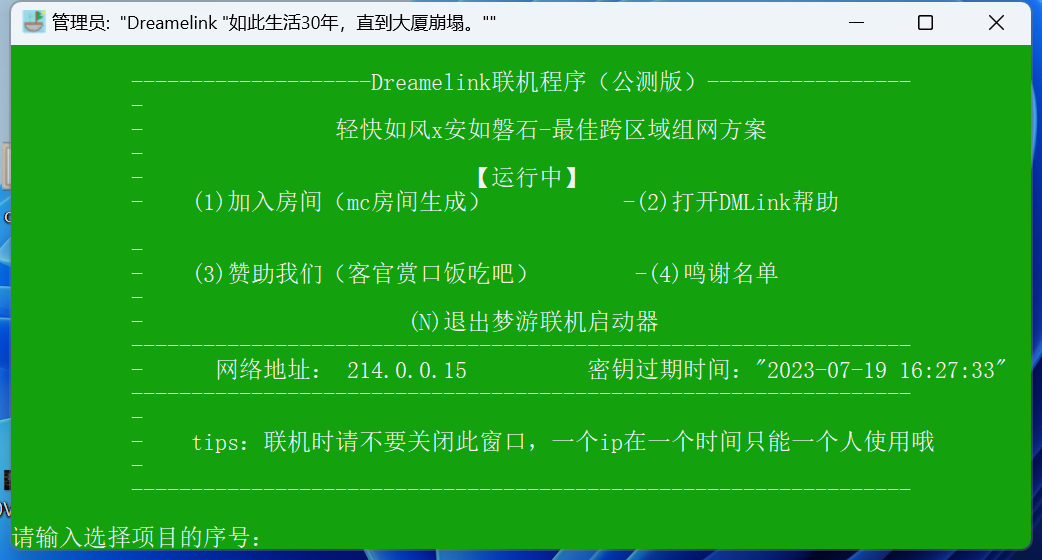 管理员: "Dreamelink "如此生活30年，直到大厦崩塌。""
--------------------Dreamelink联机程序（公测版）-----------------
-
-                轻快如风x安如磐石-最佳跨区域组网方案
-
-                            【运行中】
-    (1)加入房间（mc房间生成）            -(2)打开DMLink帮助
-
-    (3)赞助我们（客官赏口饭吃吧）         -(4)鸣谢名单
-
-                      (N)退出梦游联机启动器
-----------------------------------------------------------------
-      网络地址： 214.0.0.15          密钥过期时间："2023-07-19 16:27:33"
-----------------------------------------------------------------
-
-    tips：联机时请不要关闭此窗口，一个ip在一个时间只能一个人使用哦
-
-----------------------------------------------------------------
请输入选择项目的序号：